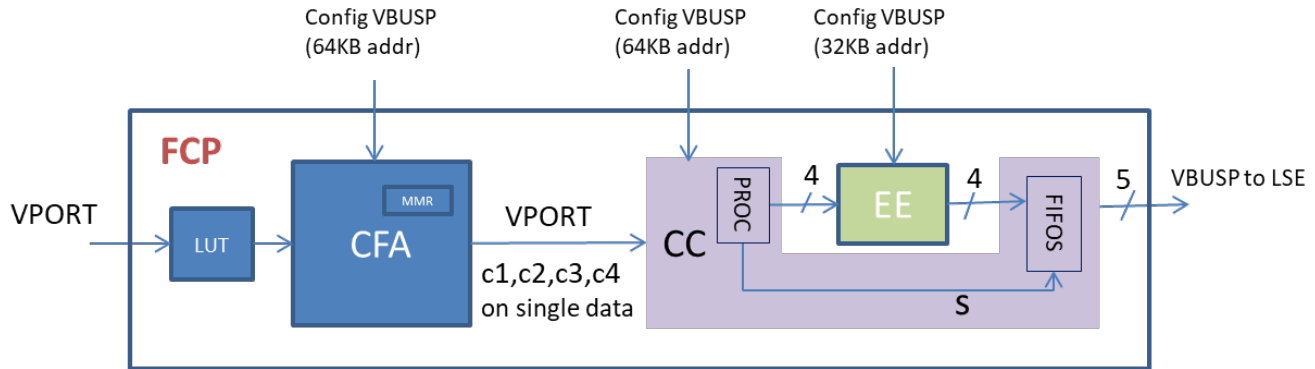 Config VBUSP
(64KB addr)
Config VBUSP
(64KB addr)
Config VBUSP
(32KB addr)
FCP
VPORT
LUT
MMR
CFA
VPORT
c1,c2,c3,c4
on single data
CC
PROC
4
EE
4
FIFOS
S
5
VBUSP to LSE